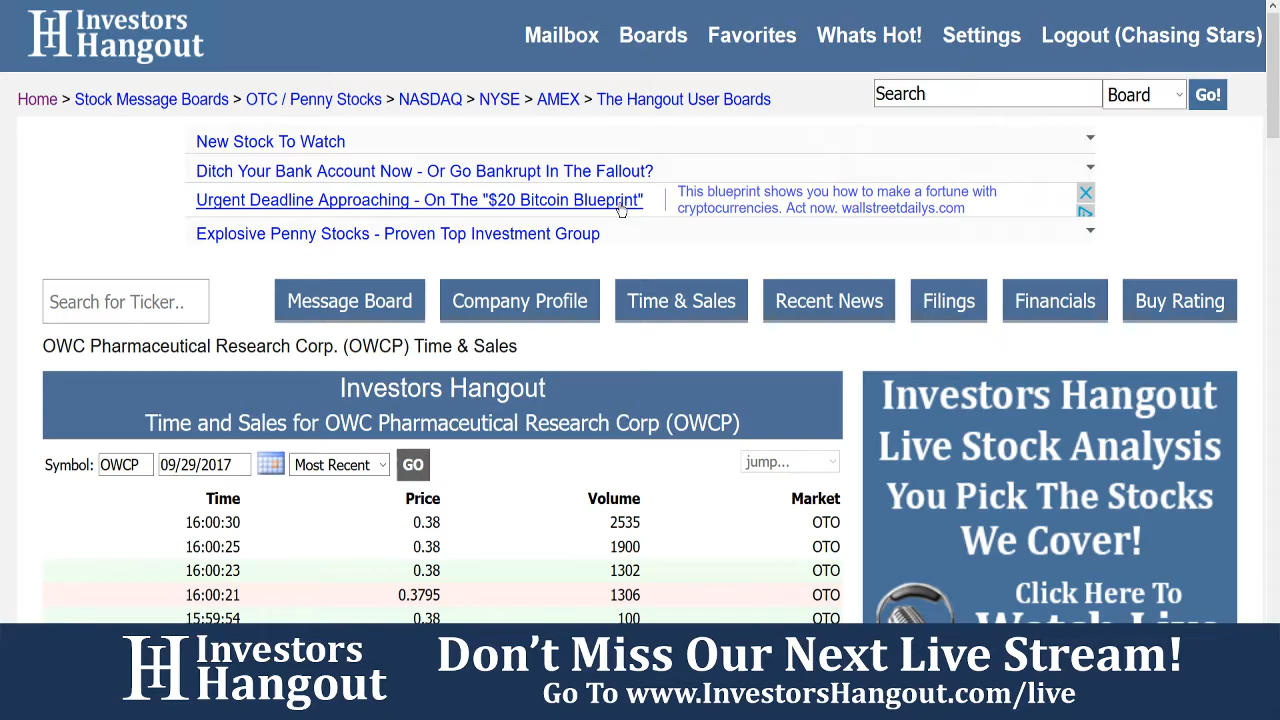 Investors
Hangout
Mailbox Boards Favorites Whats Hot! Settings Logout (Chasing Stars)
Home > Stock Message Boards > OTC / Penny Stocks > NASDAQ > NYSE > AMEX > The Hangout User Boards
Search Board Go!
New Stock To Watch
Ditch Your Bank Account Now - Or Go Bankrupt In The Fallout?
Urgent Deadline Approaching - On The "$20 Bitcoin Blueprint"
This blueprint shows you how to make a fortune with
cryptocurrencies. Act now. wallstreetdailys.com
Explosive Penny Stocks - Proven Top Investment Group
Search for Ticker.. Message Board Company Profile Time & Sales Recent News Filings Financials Buy Rating
OWC Pharmaceutical Research Corp. (OWCP) Time & Sales
Investors Hangout
Time and Sales for OWC Pharmaceutical Research Corp (OWCP)
Symbol: OWCP 09/29/2017 Most Recent GO jump...
Time Price Volume Market
16:00:30 0.38 2535 OTO
16:00:25 0.38 1900 OTO
16:00:23 0.38 1302 OTO
16:00:21 0.3795 1306 OTO
15:59:54 0.38 100 OTO
Investors Hangout
Live Stock Analysis
You Pick The Stocks
We Cover!
Click Here To
Watch Live
Investors
Hangout
Don't Miss Our Next Live Stream!
Go To www.InvestorsHangout.com/live